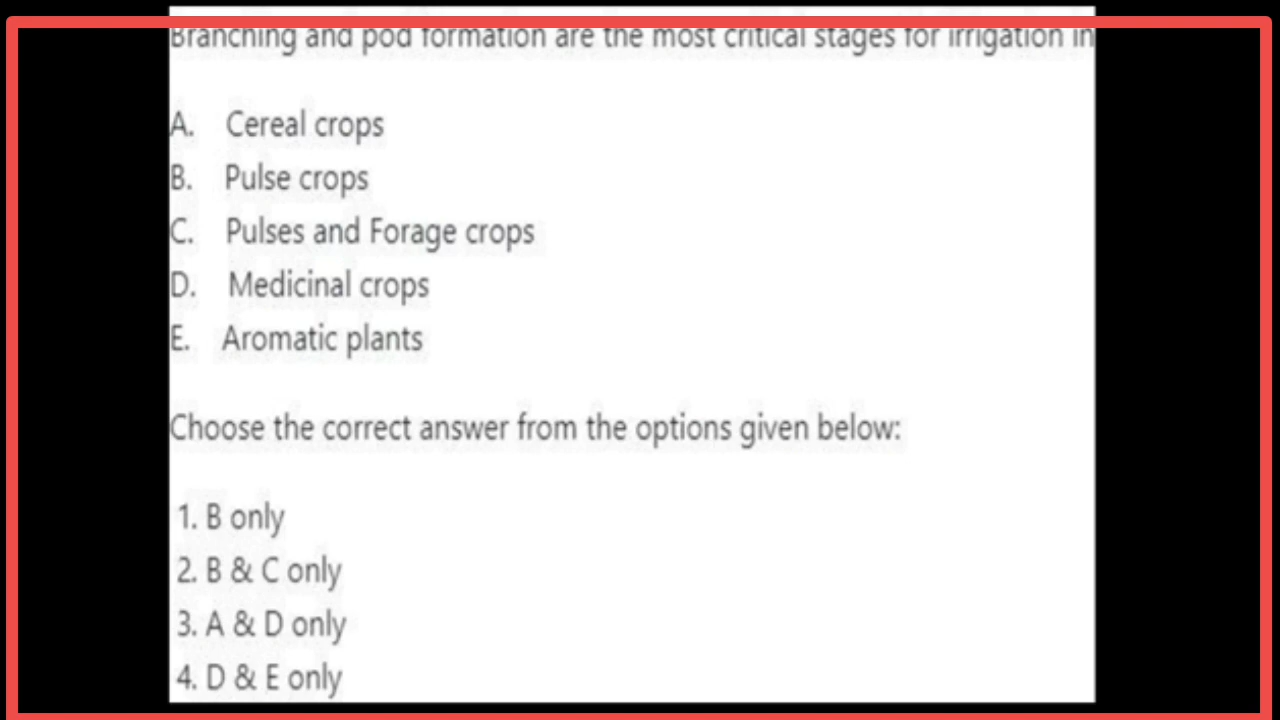 Branching and pod formation are the most critical stages for irrigation in
A. Cereal crops
B. Pulse crops
C. Pulses and Forage crops
D. Medicinal crops
E. Aromatic plants
Choose the correct answer from the options given below:
1. B only
2. B & C only
3. A & D only
4. D & E only